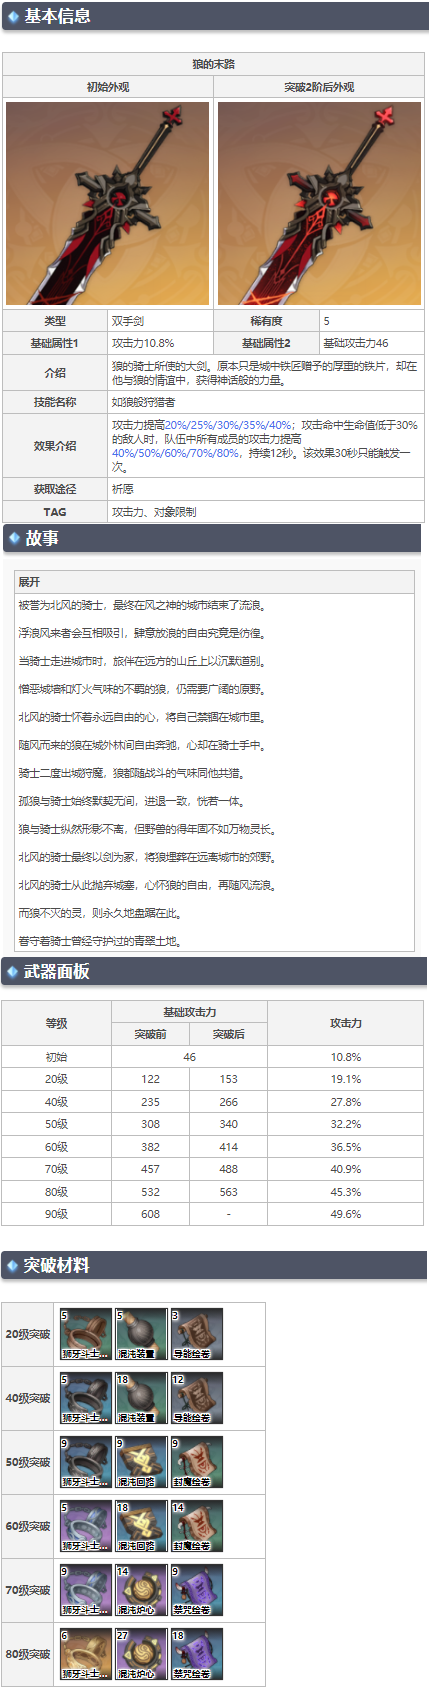 基本信息
狼的末路
初始外观 突破2阶后外观
类型 双手剑 稀有度 5
基础属性1 攻击力10.8% 基础属性2 基础攻击力46
介绍 狼的骑士所使的大剑。原本只是城中铁匠赠予的厚重的铁片，却在
他与狼的情谊中，获得神话般的力量。
技能名称 如狼般狩猎者
效果介绍 攻击力提高20%/25%/30%/35%/40%；攻击命中生命值低于30%
的敌人时，队伍中所有成员的攻击力提高
40%/50%/60%/70%/80%，持续12秒。该效果30秒只能触发一
次。
获取途径 祈愿
TAG 攻击力、对象限制
故事
展开
被誉为北风的骑士，最终在风之神的城市结束了流浪。
浮浪风来者会互相吸引，肆意放浪的自由究竟是彷徨。
当骑士走进城市时，旅伴在远方的山丘上以沉默道别。
憎恶城墙和灯火气味的不羁的狼，仍需要广阔的原野。
北风的骑士怀着永远自由的心，将自己禁锢在城市里。
随风而来的狼在城外林间自由奔驰，心却在骑士手中。
骑士二度出城狩魔，狼都随战斗的气味同他共猎。
孤狼与骑士始终默契无间，进退一致，恍若一体。
狼与骑士纵然形影不离，但野兽的得年固不如万物灵长。
北风的骑士最终以剑为冢，将狼埋葬在远离城市的郊野。
北风的骑士从此抛弃城塞，心怀狼的自由，再随风流浪。
而狼不灭的灵，则永久地盘踞在此。
眷守着骑士曾经守护过的青翠土地。
武器面板
等级 基础攻击力 攻击力
突破前 突破后
初始 46 10.8%
20级 122 153 19.1%
40级 235 266 27.8%
50级 308 340 32.2%
60级 382 414 36.5%
70级 457 488 40.9%
80级 532 563 45.3%
90级 608 - 49.6%
突破材料
20级突破 5 狮牙斗士... 5 混沌装置 3 导能绘卷
40级突破 5 狮牙斗士... 18 混沌装置 12 导能绘卷
50级突破 9 狮牙斗士... 9 混沌回路 9 封魔绘卷
60级突破 5 狮牙斗士... 18 混沌回路 14 封魔绘卷
70级突破 9 狮牙斗士... 14 混沌炉心 9 禁咒绘卷
80级突破 6 狮牙斗士... 27 混沌炉心 18 禁咒绘卷